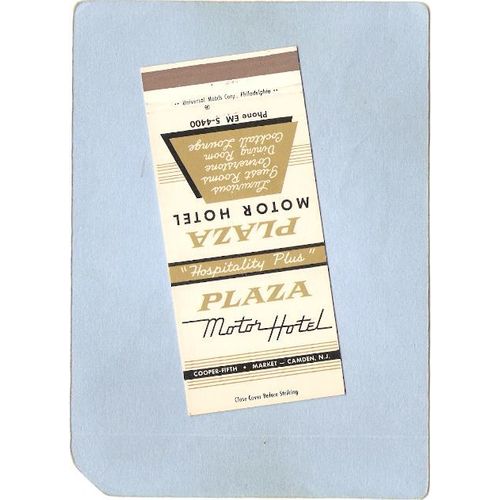 ·· Universal Match Corp., Philadelphia ··
Phone EM 5-4400
Luxurious
Guest Rooms
Cornerstone
Dining Room
Cocktail Lounge
PLAZA
MOTOR HOTEL
"Hospitality Plus"
PLAZA
Motor Hotel
COOPER-FIFTH • MARKET — CAMDEN, N.J.
Close Cover Before Striking